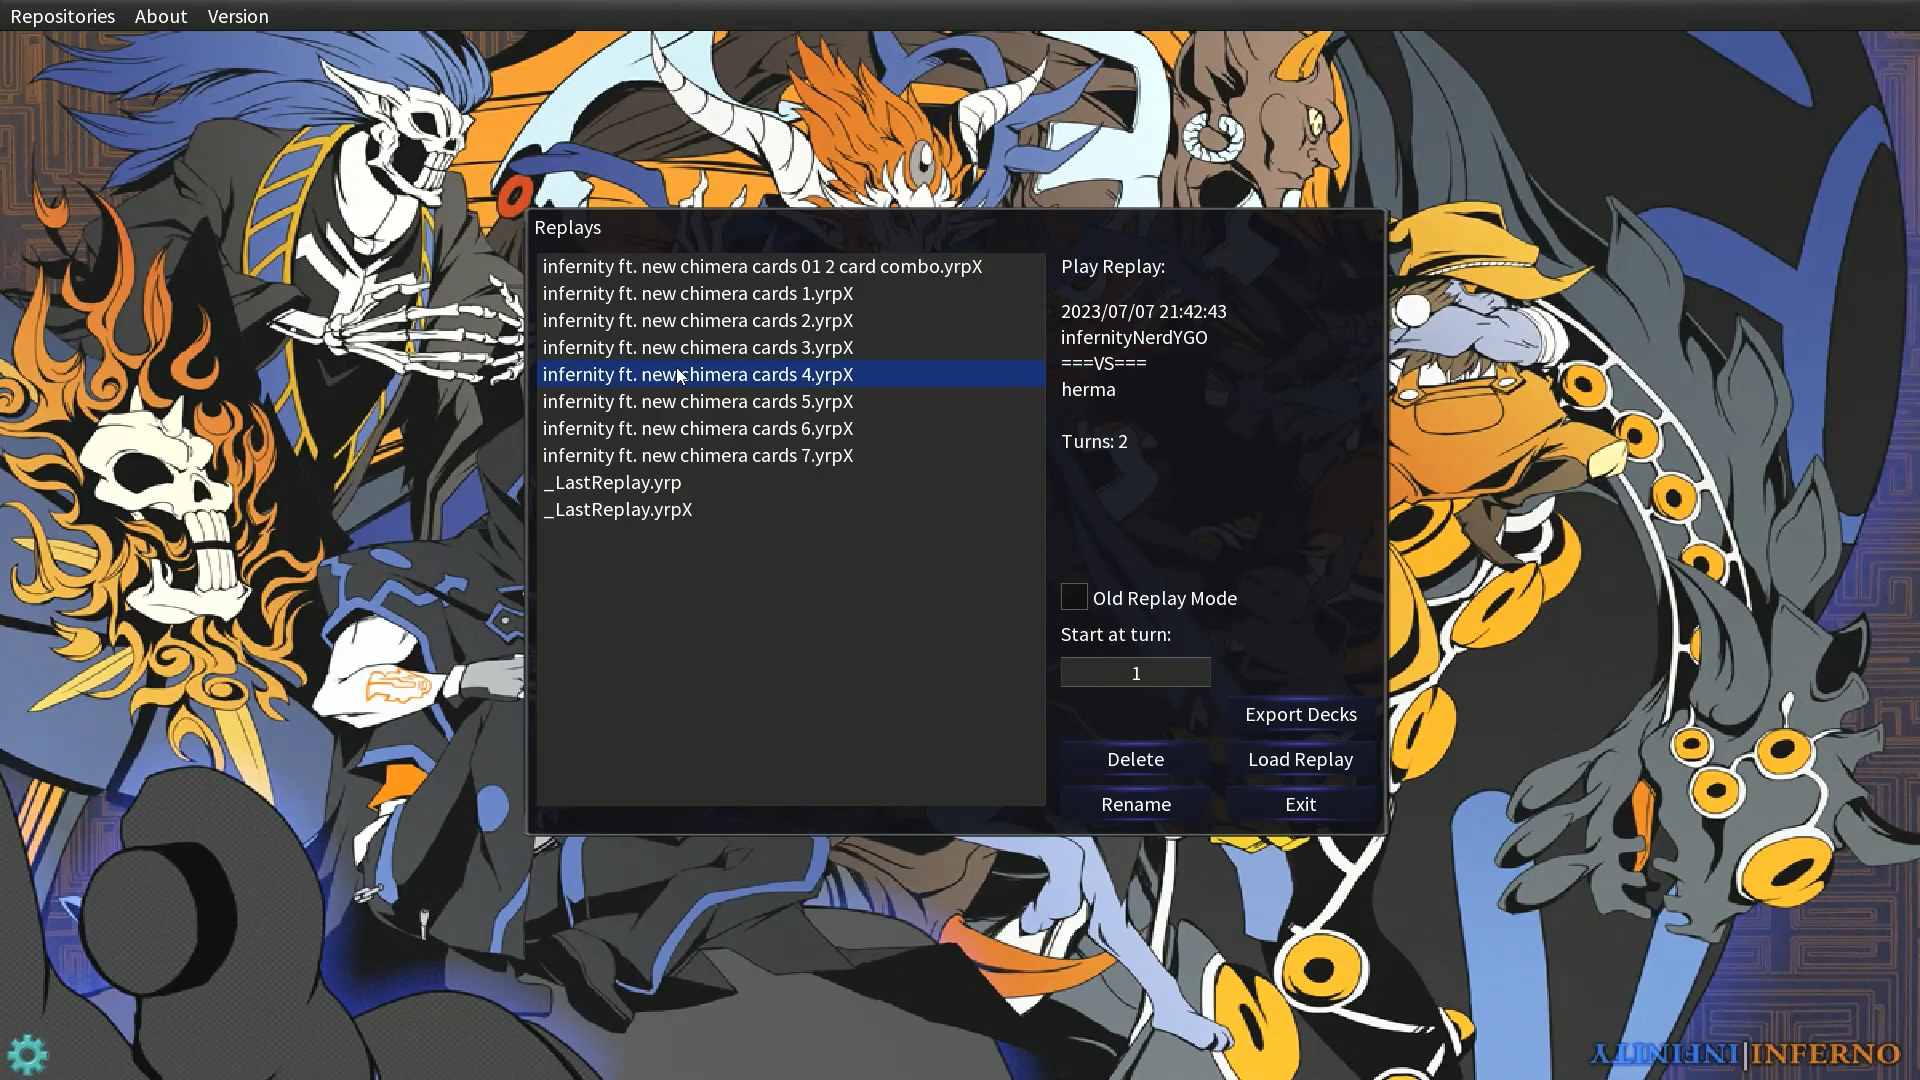 Repositories About Version
Replays
infernity ft. new chimera cards 01 2 card combo.yrpX
infernity ft. new chimera cards 1.yrpX
infernity ft. new chimera cards 2.yrpX
infernity ft. new chimera cards 3.yrpX
infernity ft. new chimera cards 4.yrpX
infernity ft. new chimera cards 5.yrpX
infernity ft. new chimera cards 6.yrpX
infernity ft. new chimera cards 7.yrpX
_LastReplay.yrp
_LastReplay.yrpX
Play Replay:
2023/07/07 21:42:43
infernityNerdYGO
===VS===
herma
Turns: 2
Old Replay Mode
Start at turn:
1
Export Decks
Delete Load Replay
Rename Exit
INFINITY|INFERNO